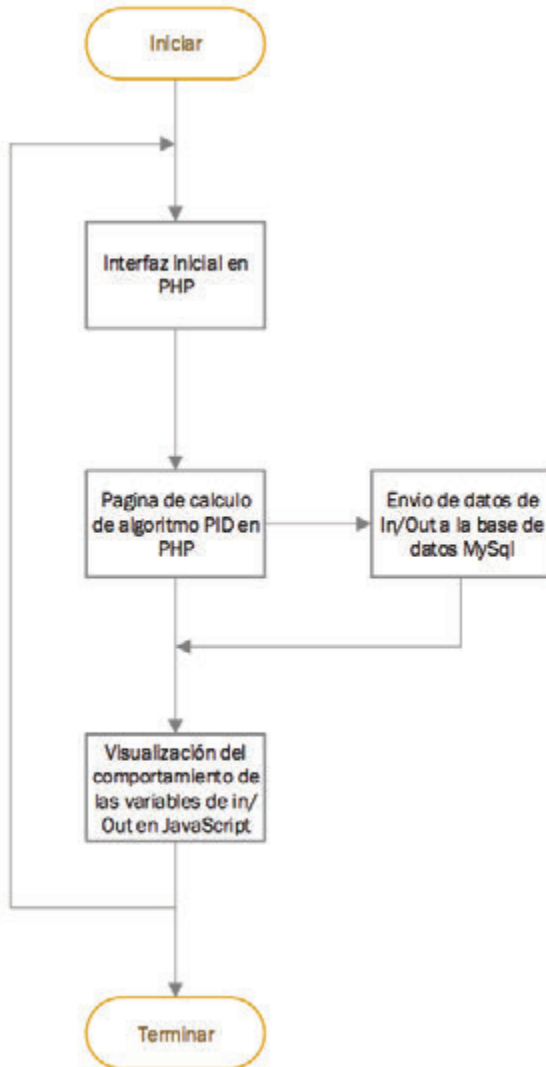 Iniciar
Interfaz inicial en
PHP
Pagina de calculo
de algoritmo PID en
PHP
Envio de datos de
In/Out a la base de
datos MySql
Visualización del
comportamiento de
las variables de in/
Out en JavaScript
Terminar